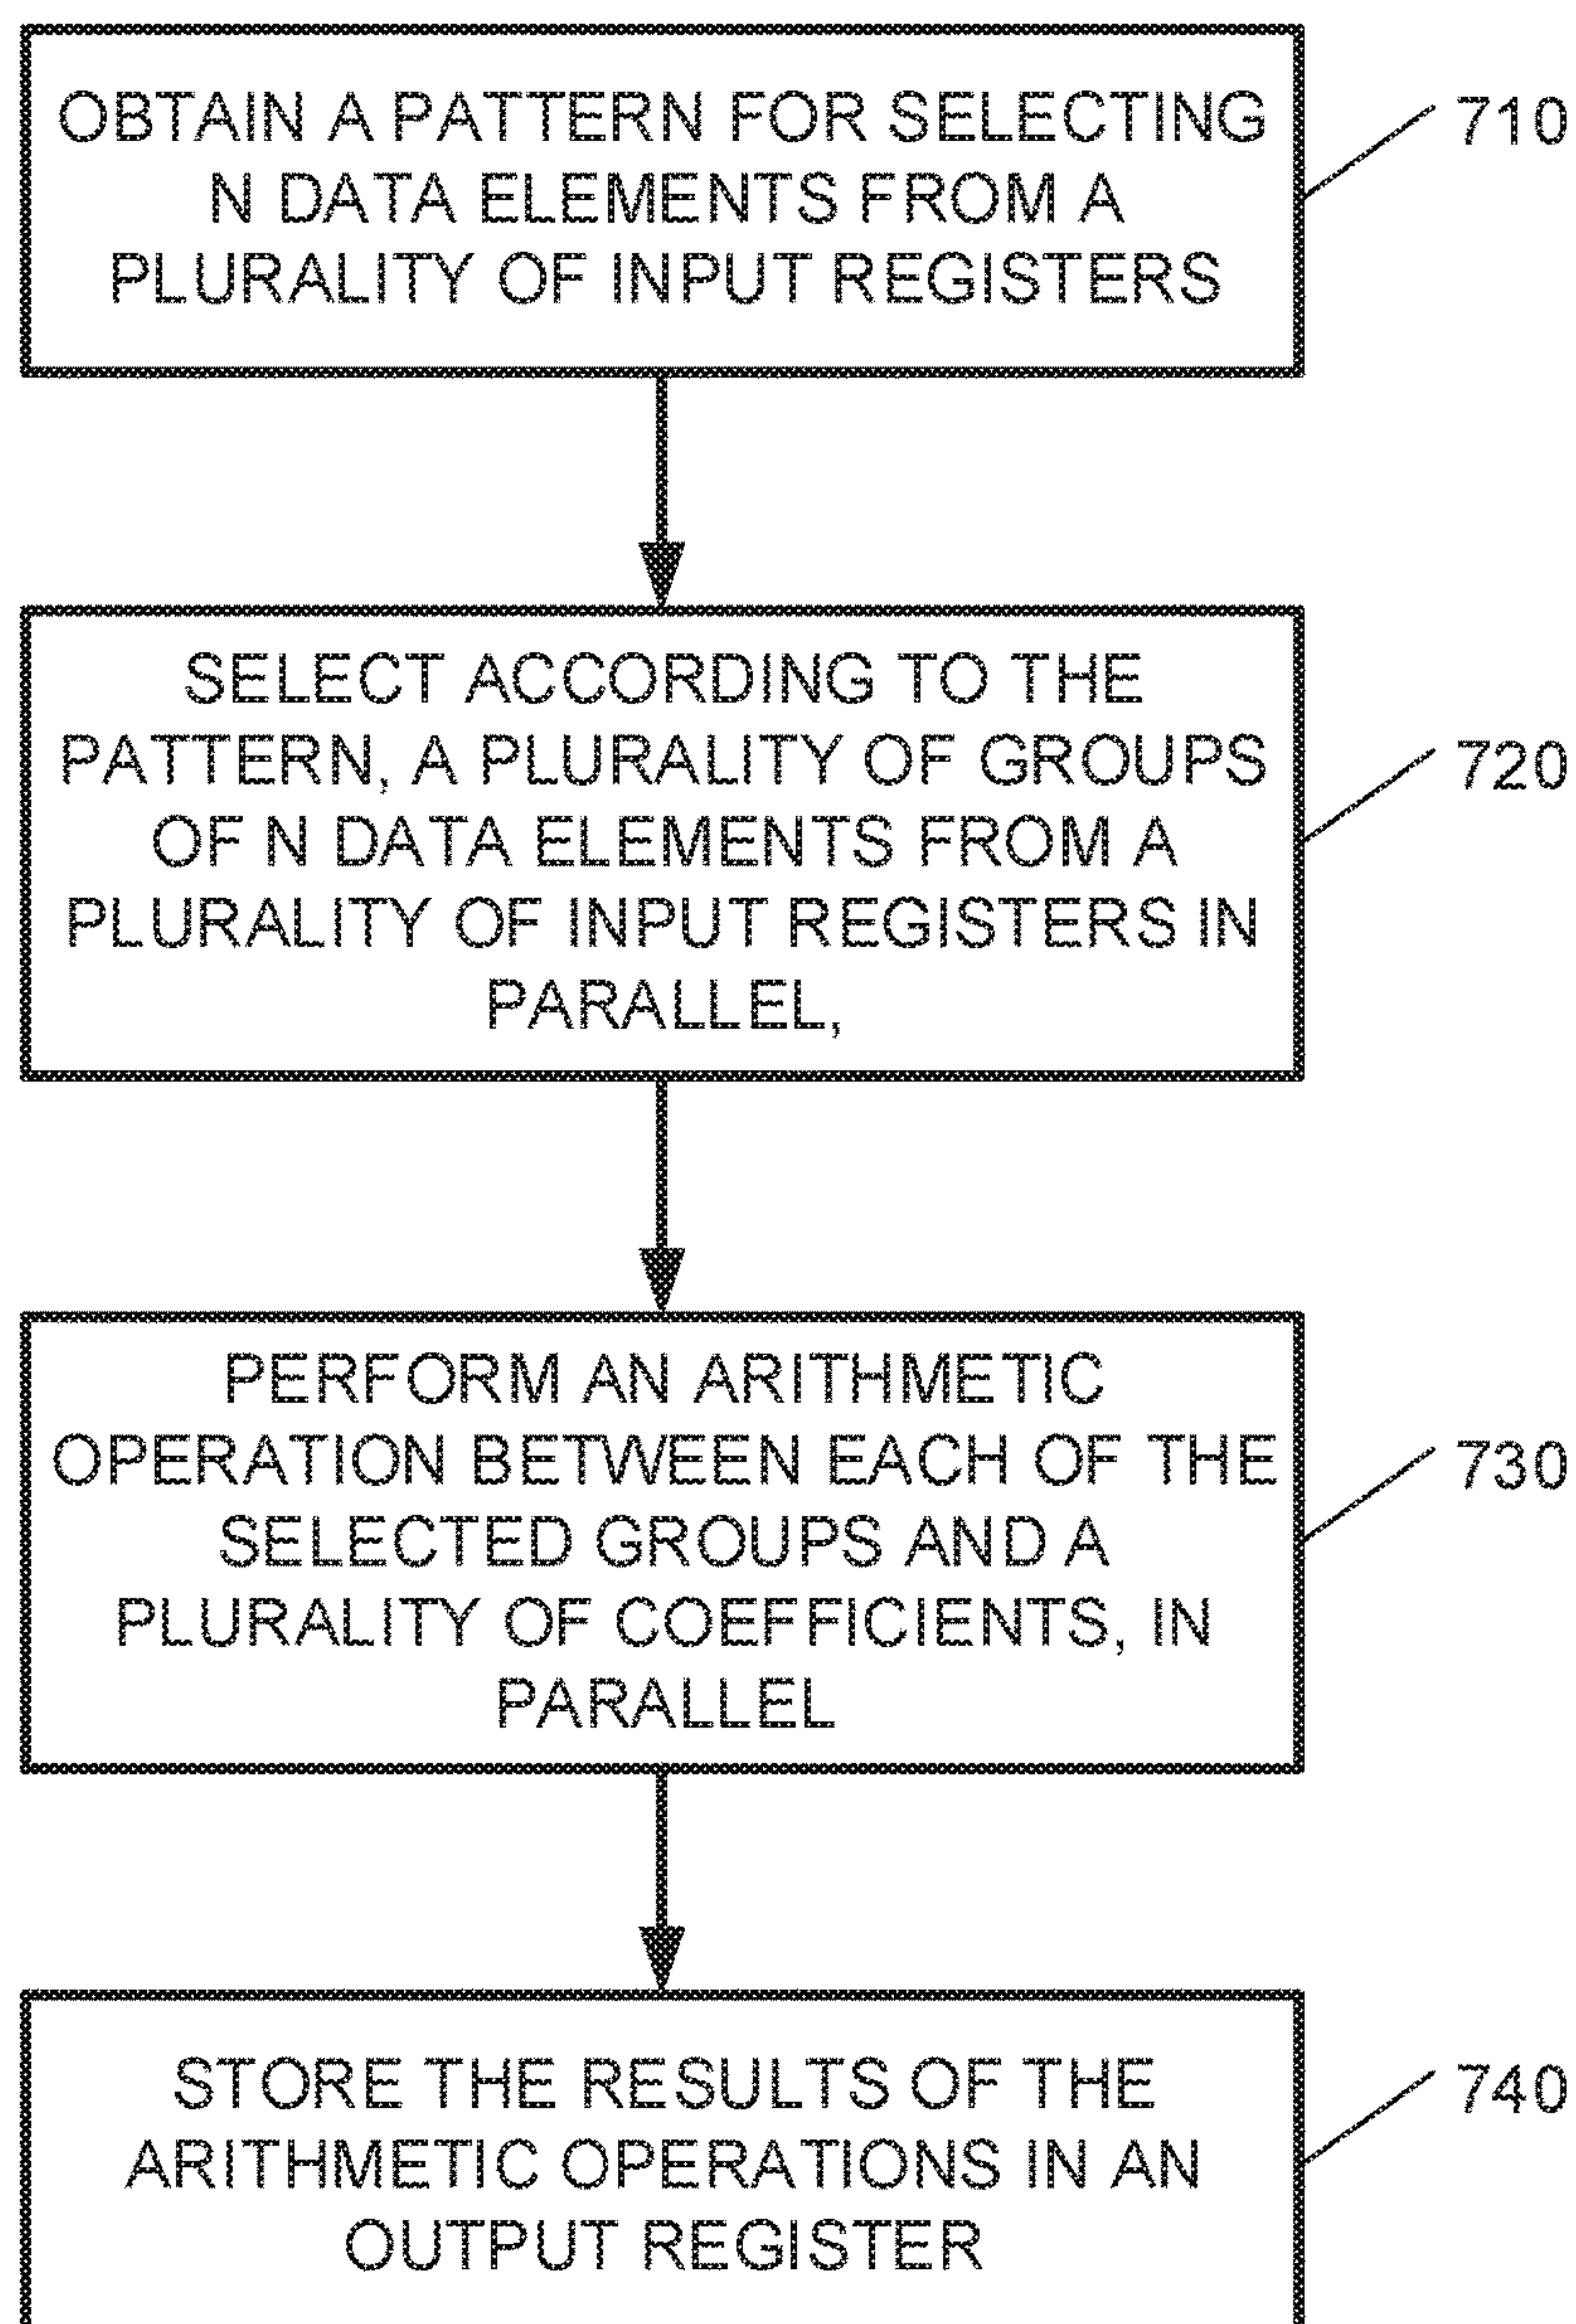 OBTAIN A PATTERN FOR SELECTING
N DATA ELEMENTS FROM A
PLURALITY OF INPUT REGISTERS
710
SELECT ACCORDING TO THE
PATTERN, A PLURALITY OF GROUPS
OF N DATA ELEMENTS FROM A
PLURALITY OF INPUT REGISTERS IN
PARALLEL,
720
PERFORM AN ARITHMETIC
OPERATION BETWEEN EACH OF THE
SELECTED GROUPS AND A
PLURALITY OF COEFFICIENTS, IN
PARALLEL
730
STORE THE RESULTS OF THE
ARITHMETIC OPERATIONS IN AN
OUTPUT REGISTER
740